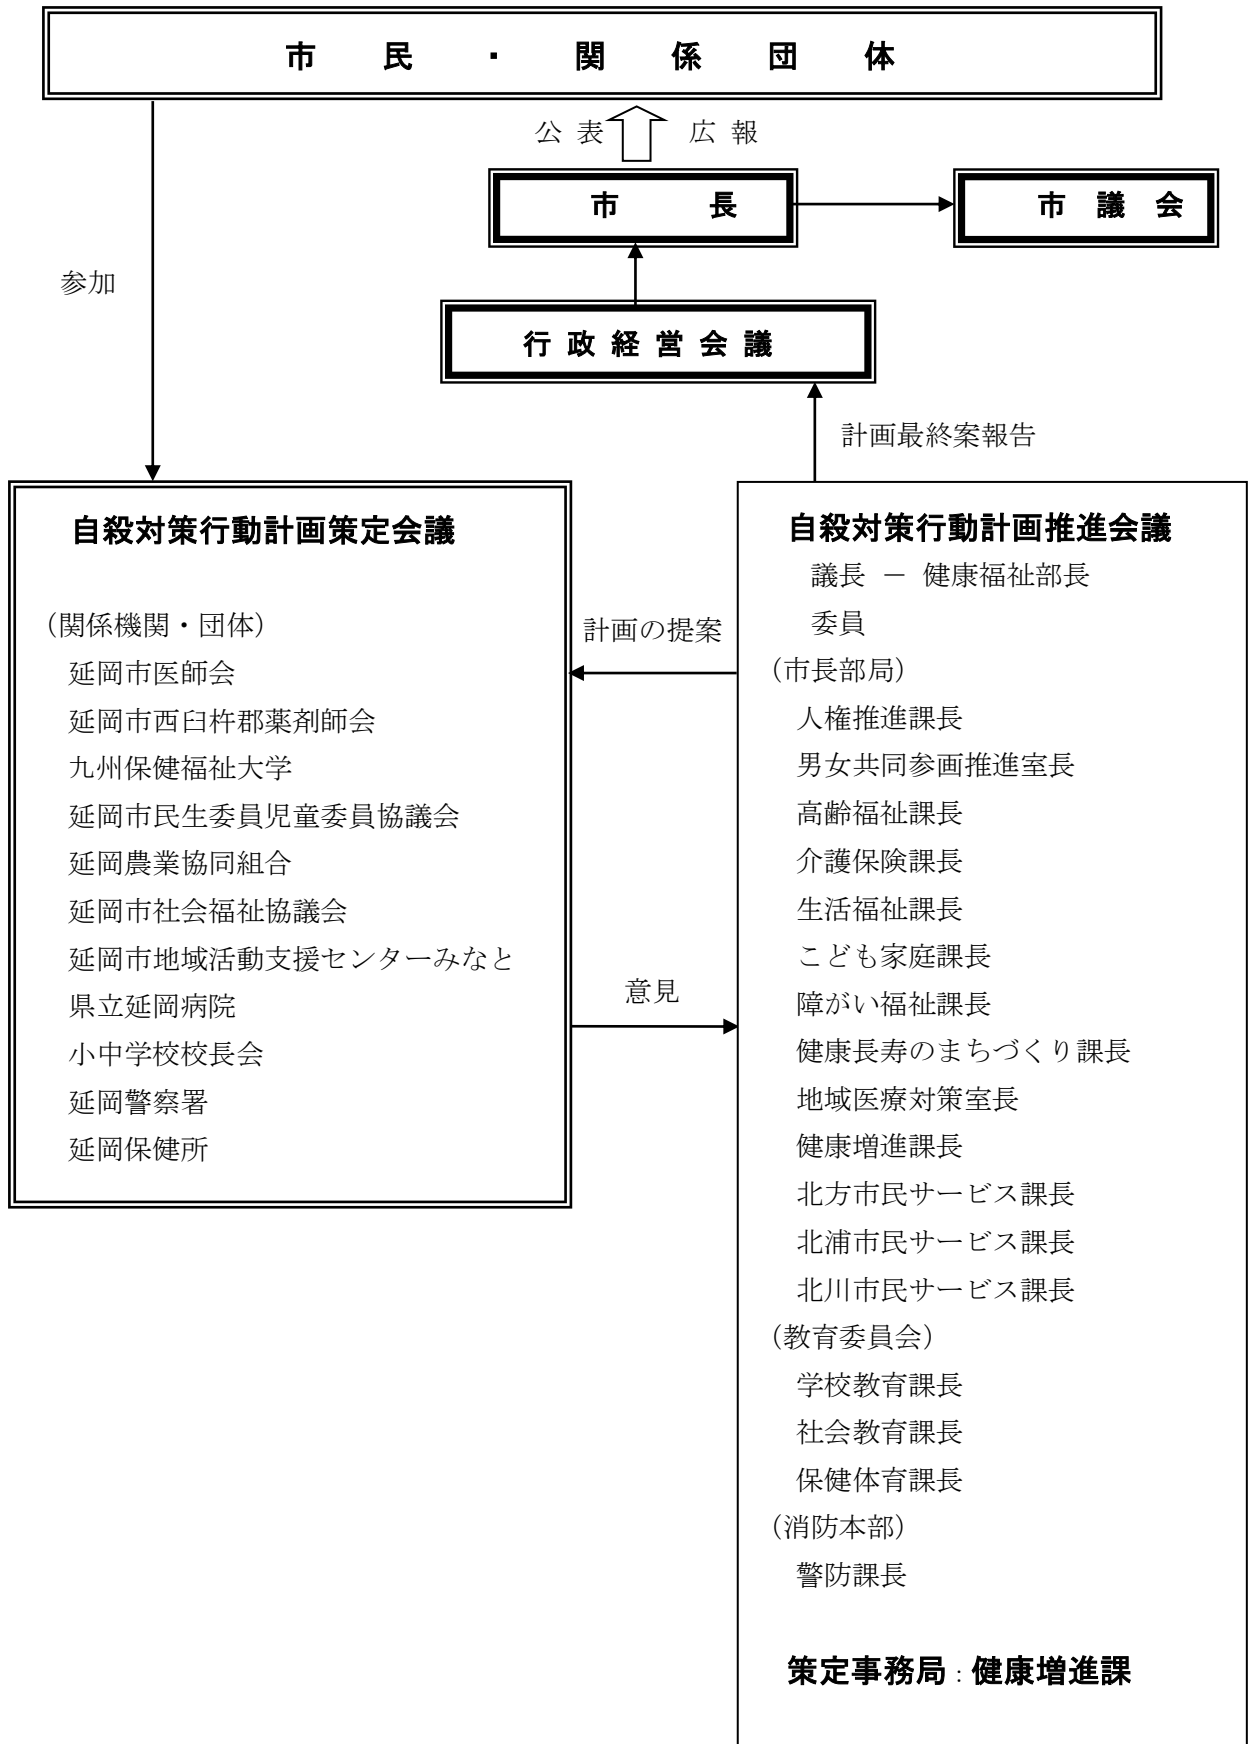 市民・関係団体
公表 広報
市長
市議会
参加
行政経営会議
計画最終案報告
自殺対策行動計画策定会議
（関係機関・団体）
延岡市医師会
延岡市西臼杵郡薬剤師会
九州保健福祉大学
延岡市民生委員児童委員協議会
延岡農業協同組合
延岡市社会福祉協議会
延岡市地域活動支援センターみなと
県立延岡病院
小中学校校長会
延岡警察署
延岡保健所
計画の提案
意見
自殺対策行動計画推進会議
議長 － 健康福祉部長
委員
（市長部局）
人権推進課長
男女共同参画推進室長
高齢福祉課長
介護保険課長
生活福祉課長
こども家庭課長
障がい福祉課長
健康長寿のまちづくり課長
地域医療対策室長
健康増進課長
北方市民サービス課長
北浦市民サービス課長
北川市民サービス課長
（教育委員会）
学校教育課長
社会教育課長
保健体育課長
（消防本部）
警防課長
策定事務局：健康増進課